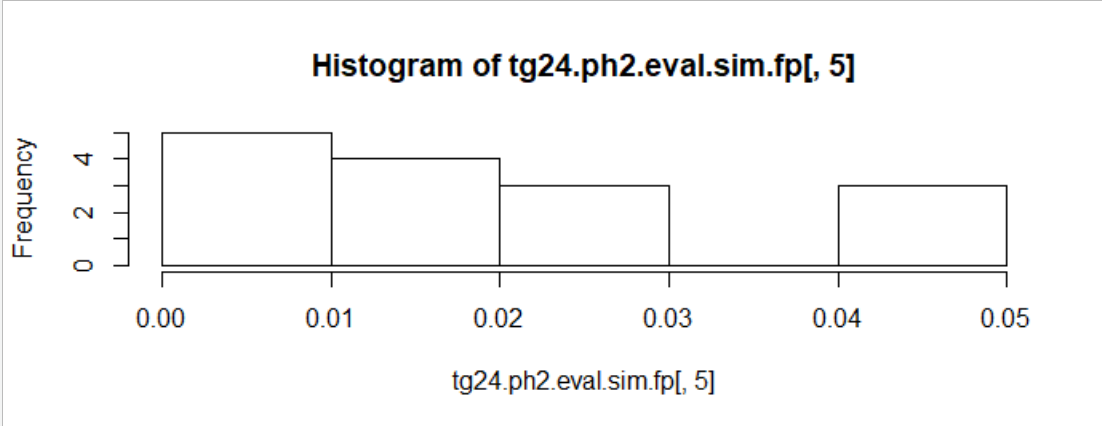 Histogram of tg24.ph2.eval.sim.fp[, 5]
Frequency
4
2
0
0.00 0.01 0.02 0.03 0.04 0.05
tg24.ph2.eval.sim.fp[, 5]